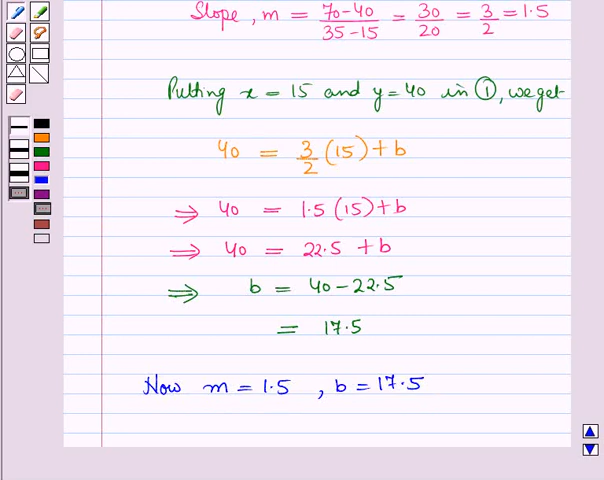 Slope, m = 70-40/35-15 = 30/20 = 3/2 = 1.5
Putting x = 15 and y = 40 in ①, we get
40 = 3/2 (15) + b
⇒ 40 = 1.5 (15) + b
⇒ 40 = 22.5 + b
⇒ b = 40 - 22.5
= 17.5
Now m = 1.5 , b = 17.5